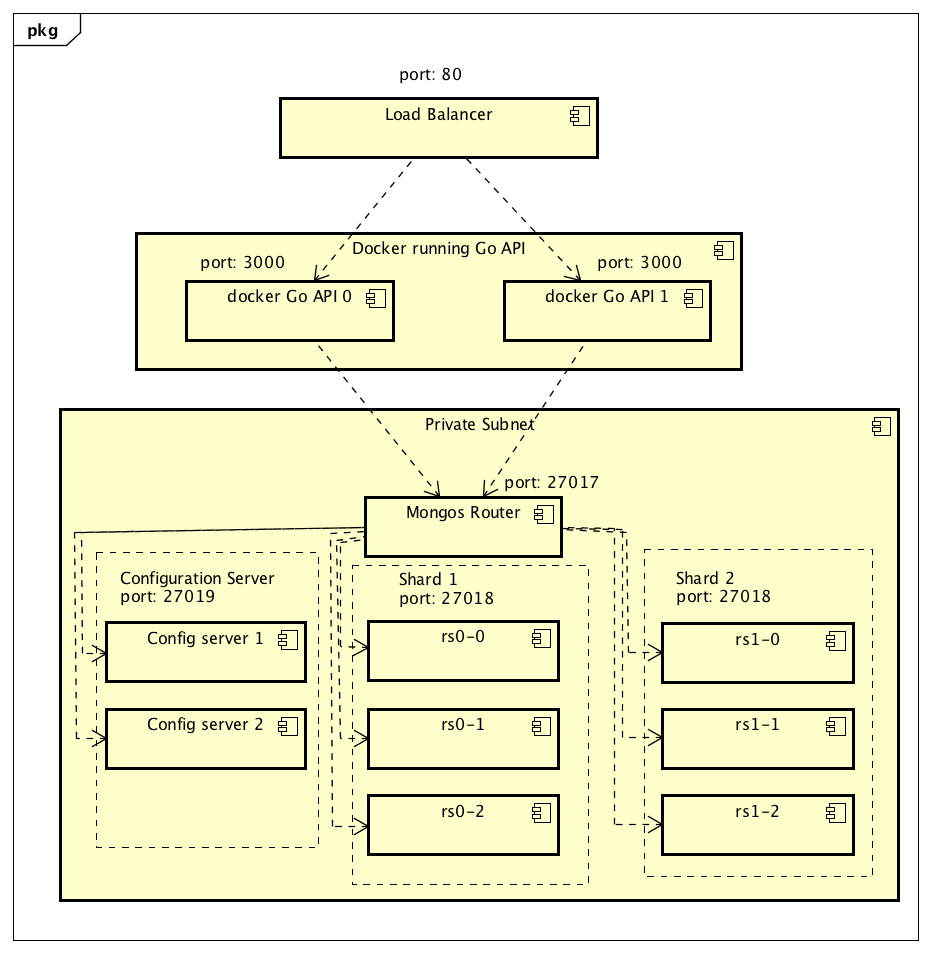 pkg
port: 80
Load Balancer
Docker running Go API
port: 3000
port: 3000
docker Go API 0
docker Go API 1
Private Subnet
port: 27017
Mongos Router
Configuration Server
port: 27019
Config server 1
Config server 2
Shard 1
port: 27018
rs0-0
rs0-1
rs0-2
Shard 2
port: 27018
rs1-0
rs1-1
rs1-2